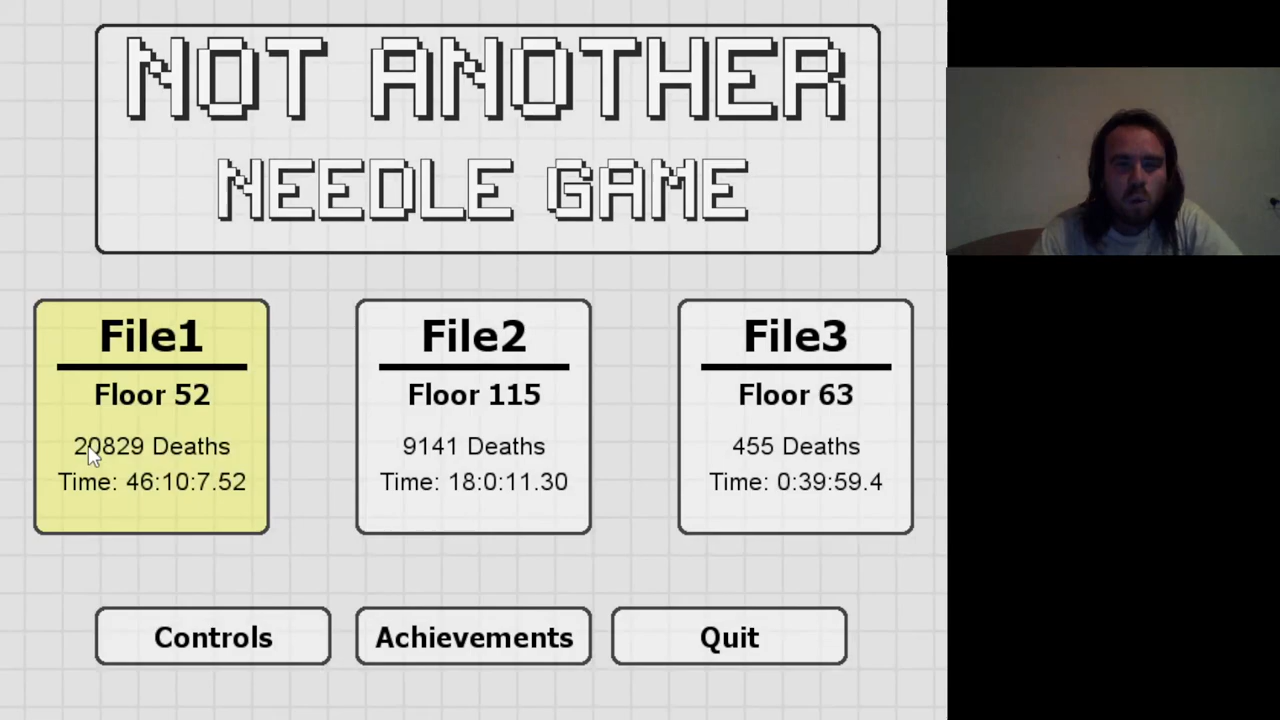 NOT ANOTHER
NEEDLE GAME
File1
Floor 52
20829 Deaths
Time: 46:10:7.52
File2
Floor 115
9141 Deaths
Time: 18:0:11.30
File3
Floor 63
455 Deaths
Time: 0:39:59.4
Controls
Achievements
Quit